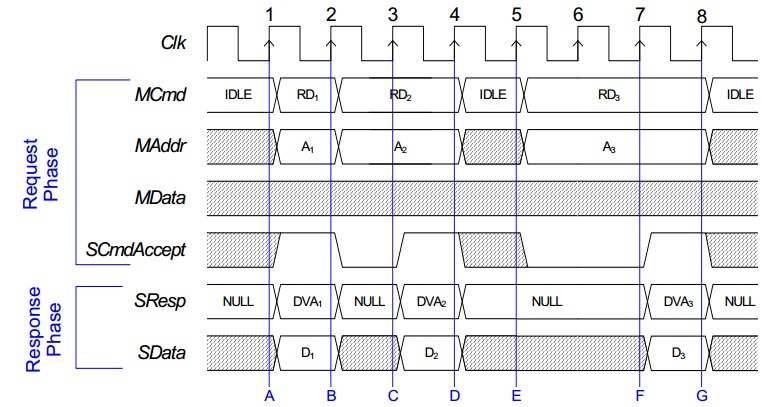 1 2 3 4 5 6 7 8
Clk
MCmd IDLE RD1 RD2 IDLE RD3 IDLE
MAddr A1 A2 A3
MData
SCmdAccept
SResp NULL DVA1 NULL DVA2 NULL DVA3 NULL
SData D1 D2 D3
A B C D E F G
Request
Phase
Response
Phase